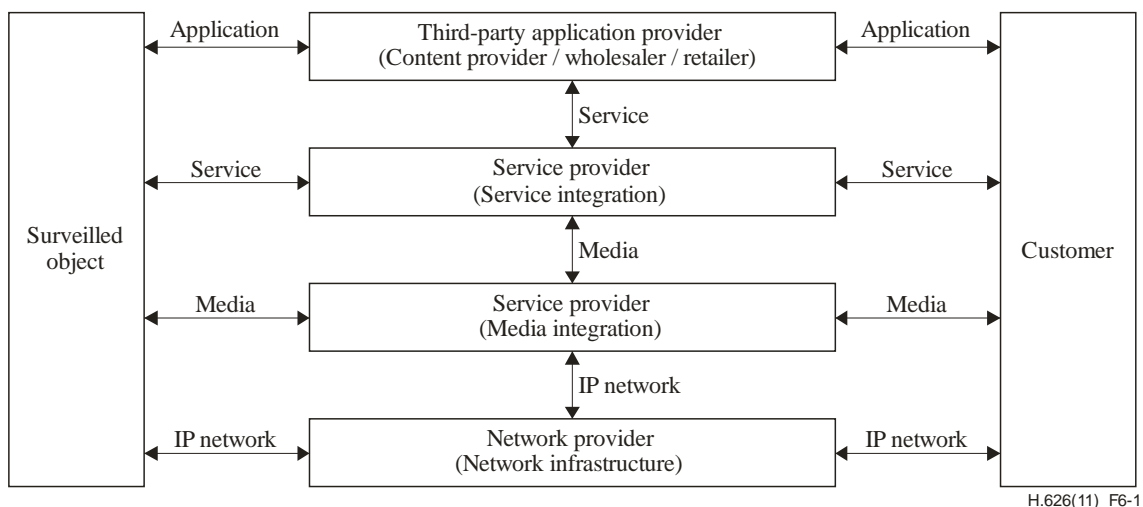 Application
Third-party application provider
(Content provider / wholesaler / retailer)
Application
Service
Service
Service provider
(Service integration)
Service
Surveilled
object
Media
Customer
Media
Service provider
(Media integration)
Media
IP network
IP network
Network provider
(Network infrastructure)
IP network
H.626(11)_F6-1